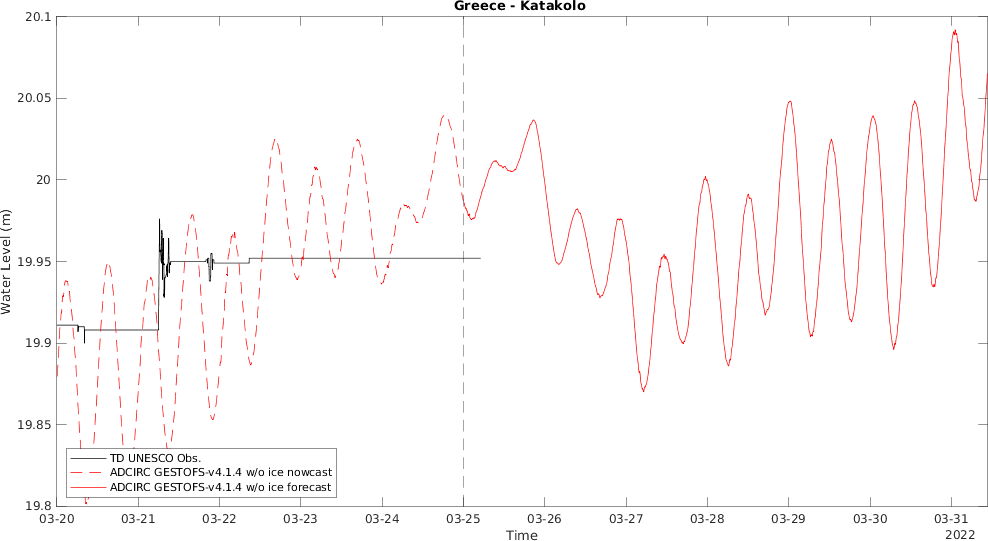 Greece - Katakolo
20.1
20.05
20
19.95
19.9
19.85
19.8
Water Level (m)
TD UNESCO Obs.
ADCIRC GESTOFS-v4.1.4 w/o ice nowcast
ADCIRC GESTOFS-v4.1.4 w/o ice forecast
03-20 03-21 03-22 03-23 03-24 03-25 03-26 03-27 03-28 03-29 03-30 03-31
Time
2022